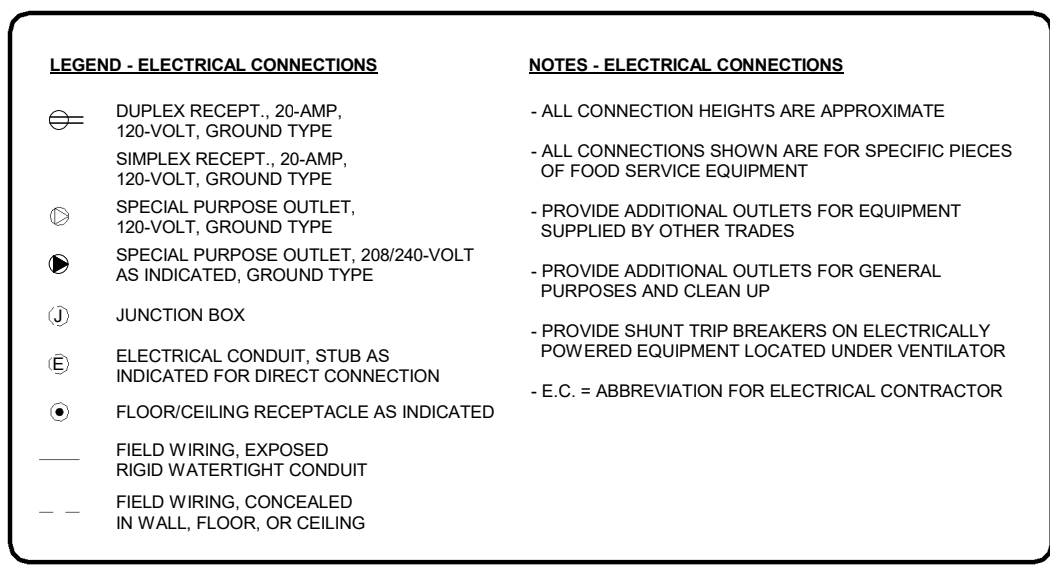 LEGEND - ELECTRICAL CONNECTIONS
DUPLEX RECEPT., 20-AMP,
120-VOLT, GROUND TYPE
SIMPLEX RECEPT., 20-AMP,
120-VOLT, GROUND TYPE
SPECIAL PURPOSE OUTLET,
120-VOLT, GROUND TYPE
SPECIAL PURPOSE OUTLET, 208/240-VOLT
AS INDICATED, GROUND TYPE
J JUNCTION BOX
E ELECTRICAL CONDUIT, STUB AS
INDICATED FOR DIRECT CONNECTION
FLOOR/CEILING RECEPTACLE AS INDICATED
FIELD WIRING, EXPOSED
RIGID WATERTIGHT CONDUIT
FIELD WIRING, CONCEALED
IN WALL, FLOOR, OR CEILING
NOTES - ELECTRICAL CONNECTIONS
- ALL CONNECTION HEIGHTS ARE APPROXIMATE
- ALL CONNECTIONS SHOWN ARE FOR SPECIFIC PIECES
OF FOOD SERVICE EQUIPMENT
- PROVIDE ADDITIONAL OUTLETS FOR EQUIPMENT
SUPPLIED BY OTHER TRADES
- PROVIDE ADDITIONAL OUTLETS FOR GENERAL
PURPOSES AND CLEAN UP
- PROVIDE SHUNT TRIP BREAKERS ON ELECTRICALLY
POWERED EQUIPMENT LOCATED UNDER VENTILATOR
- E.C. = ABBREVIATION FOR ELECTRICAL CONTRACTOR